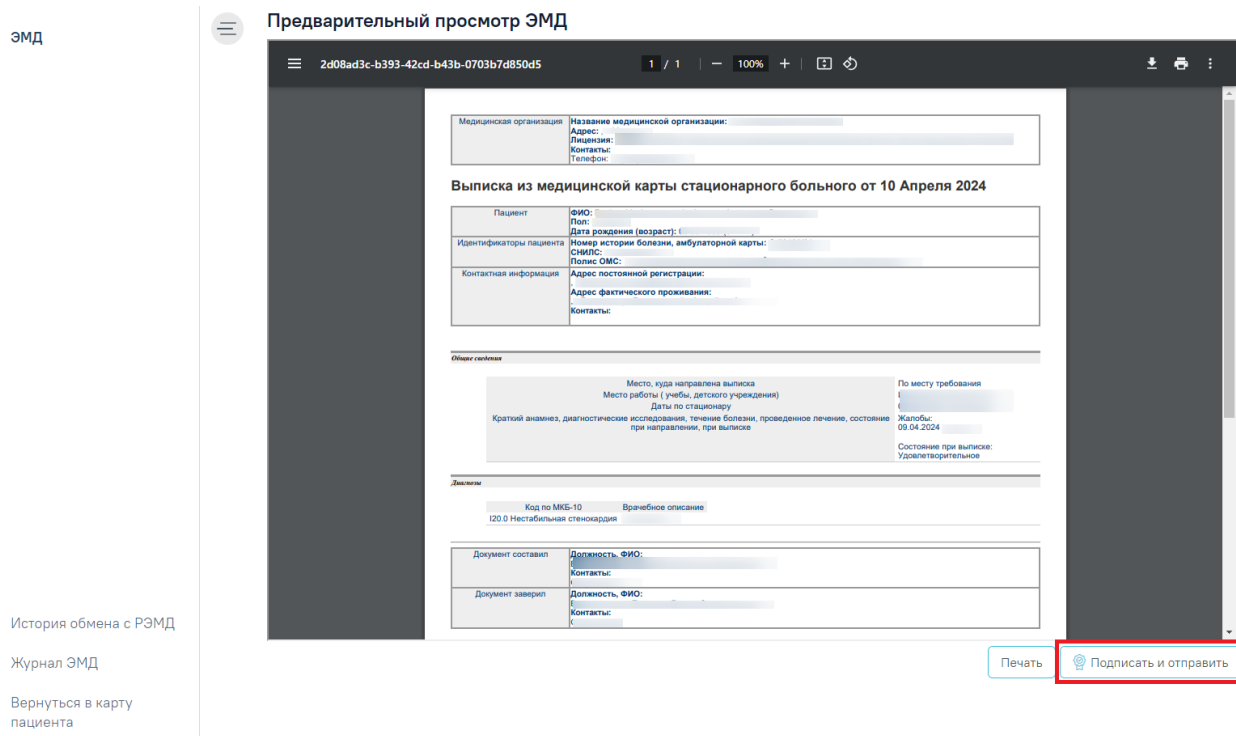 ЭМД
Предварительный просмотр ЭМД
2d08ad3c-b393-42cd-b43b-0703b7d850d5
1 / 1
100%
Медицинская организация
Название медицинской организации:
Адрес:
Лицензия:
Контакты:
Телефон:
Выписка из медицинской карты стационарного больного от 10 Апреля 2024
Пациент
ФИО:
Пол:
Дата рождения (возраст):
Идентификаторы пациента
Номер истории болезни, амбулаторной карты:
СНИЛС:
Полис ОМС:
Контактная информация
Адрес постоянной регистрации:
Адрес фактического проживания:
Контакты:
Общие сведения
Место, куда направлена выписка
По месту требования
Место работы ( учебы, детского учреждения)
Даты по стационару
Краткий анамнез, диагностические исследования, течение болезни, проведенное лечение, состояние
при направлении, при выписке
Жалобы:
09.04.2024
Состояние при выписке:
Удовлетворительное
Диагнозы
Код по МКБ-10 Врачебное описание
I20.0 Нестабильная стенокардия
Документ составил
Должность, ФИО:
Контакты:
Документ заверил
Должность, ФИО:
Контакты:
История обмена с РЭМД
Журнал ЭМД
Вернуться в карту
пациента
Печать
Подписать и отправить